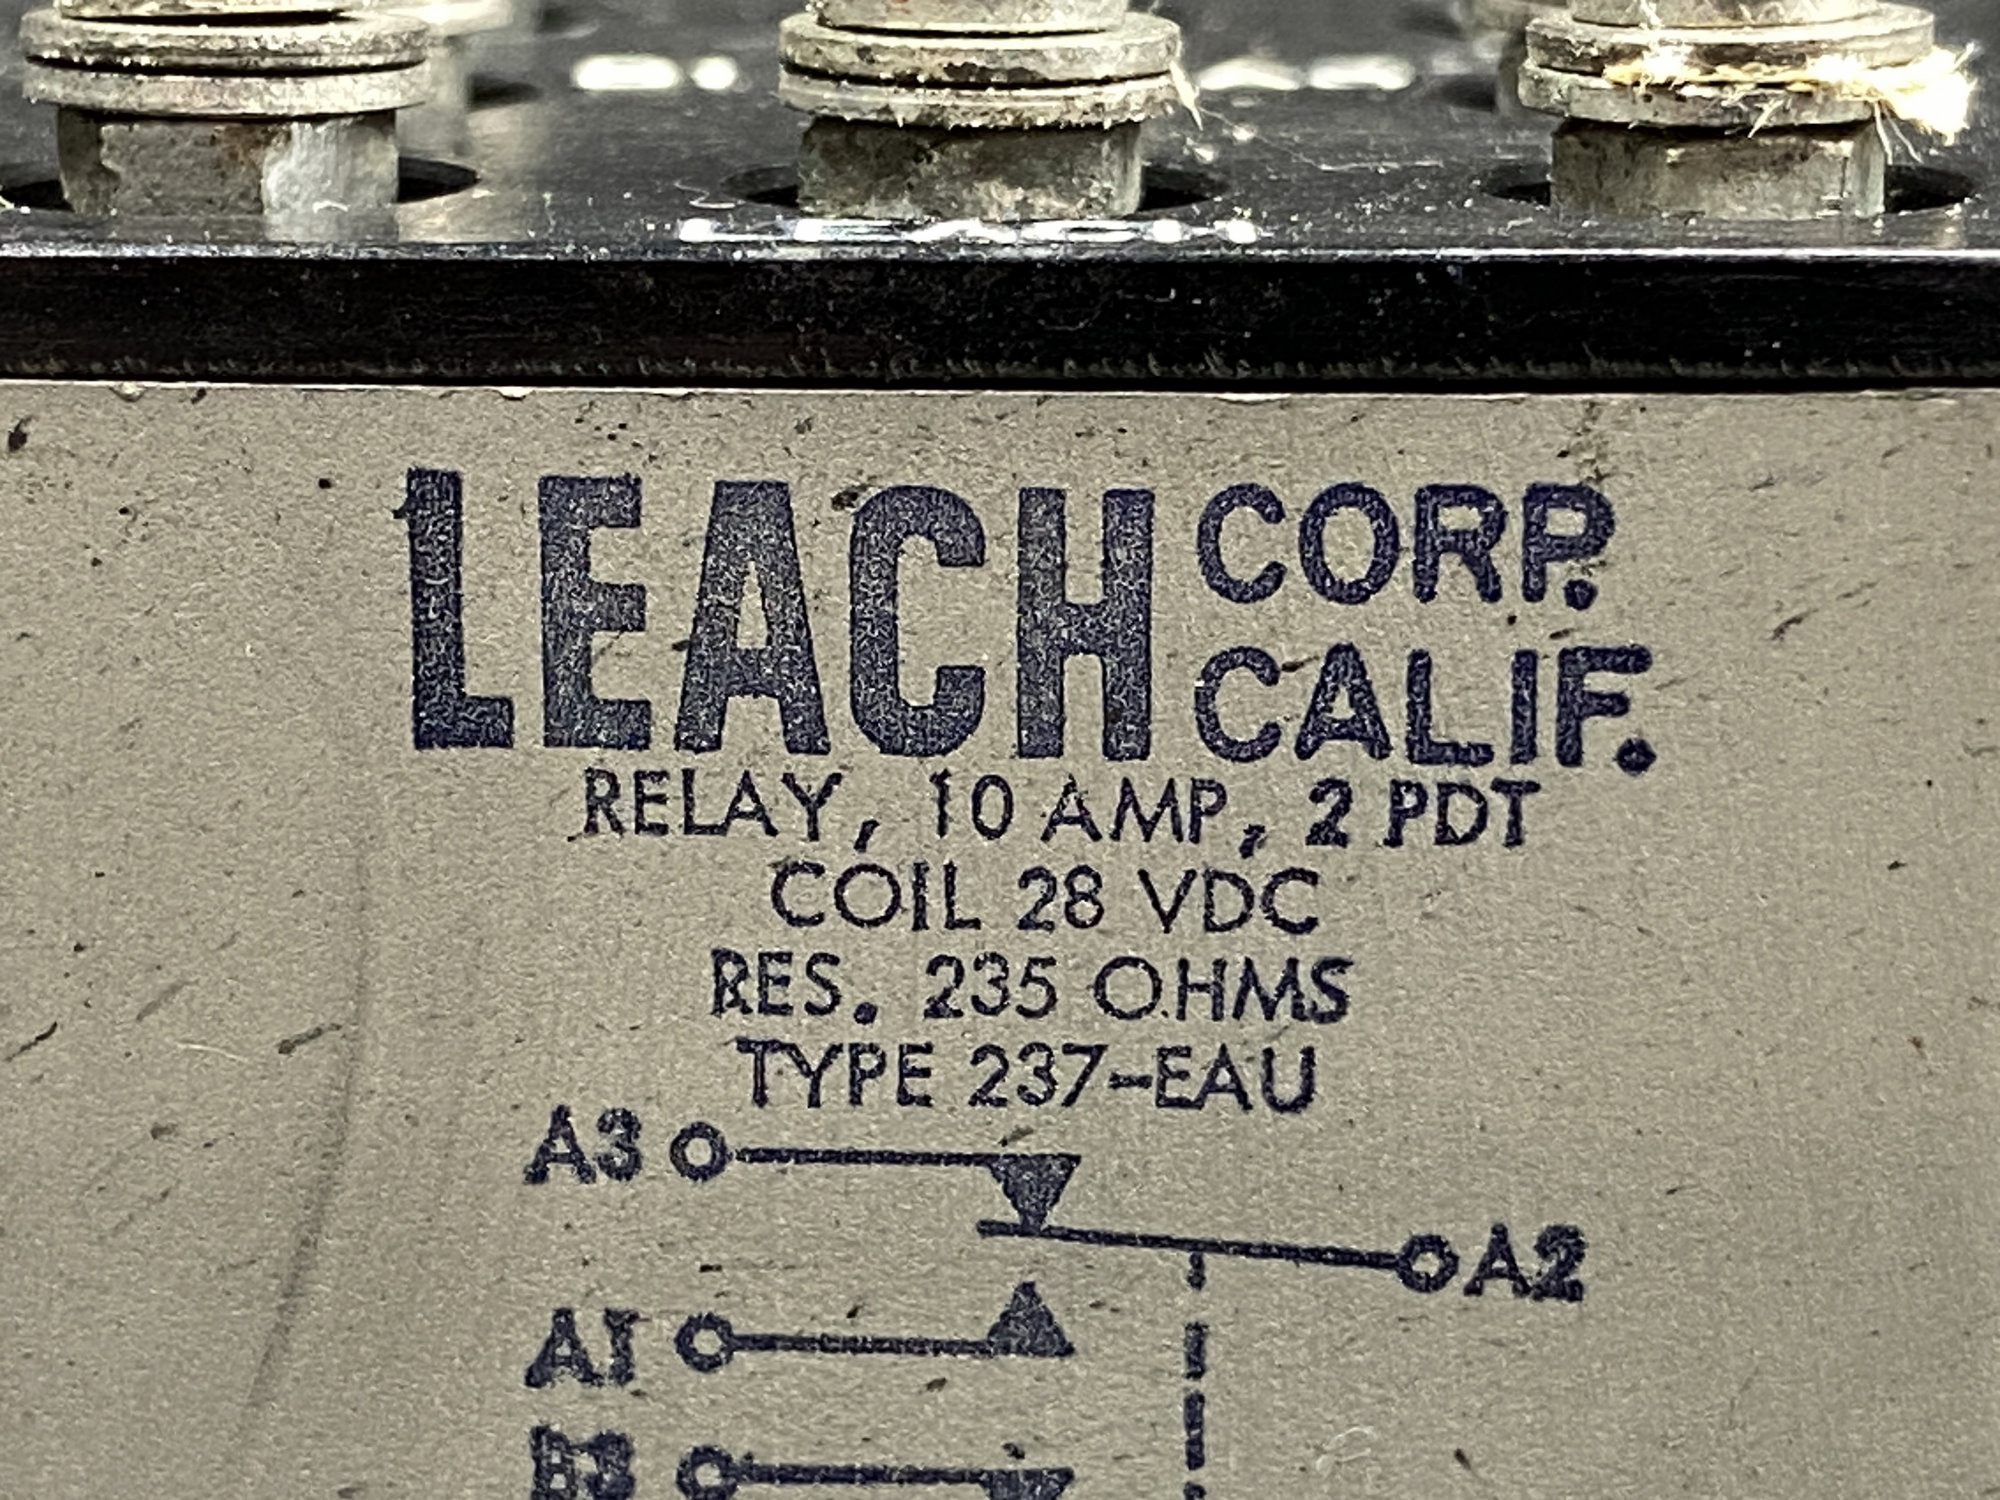 LEACH CORP. CALIF.
RELAY, 10 AMP, 2 PDT
COIL 28 VDC
RES. 235 OHMS
TYPE 237-EAU
A3
A2
A1
B3